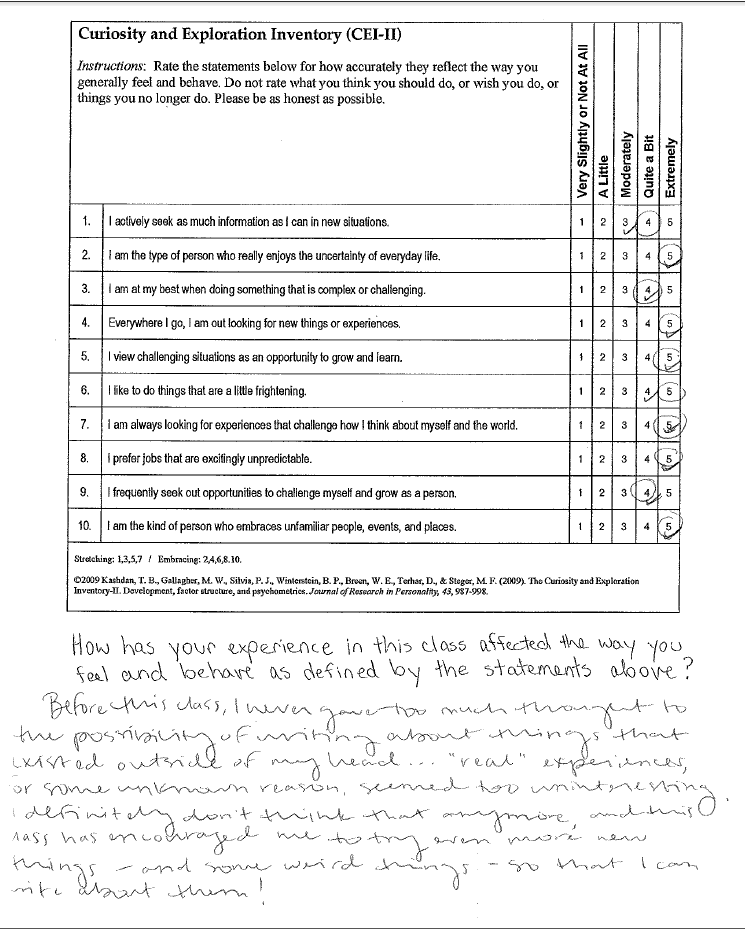 Curiosity and Exploration Inventory (CEI-II)
Instructions: Rate the statements below for how accurately they reflect the way you
generally feel and behave. Do not rate what you think you should do, or wish you do, or
things you no longer do. Please be as honest as possible.
Very Slightly or Not At All
A Little
Moderately
Quite a Bit
Extremely
1. I actively seek as much information as I can in new situations. 1 2 3 4 5
2. I am the type of person who really enjoys the uncertainty of everyday life. 1 2 3 4 5
3. I am at my best when doing something that is complex or challenging. 1 2 3 4 5
4. Everywhere I go, I am out looking for new things or experiences. 1 2 3 4 5
5. I view challenging situations as an opportunity to grow and learn. 1 2 3 4 5
6. I like to do things that are a little frightening. 1 2 3 4 5
7. I am always looking for experiences that challenge how I think about myself and the world. 1 2 3 4 5
8. I prefer jobs that are excitingly unpredictable. 1 2 3 4 5
9. I frequently seek out opportunities to challenge myself and grow as a person. 1 2 3 4 5
10. I am the kind of person who embraces unfamiliar people, events, and places. 1 2 3 4 5
Stretching: 1,3,5,7 / Embracing: 2,4,6,8.10.
©2009 Kashdan, T. B., Gallagher, M. W., Silvia, P. J., Winterstein, B. P., Breen, W. E., Terhar, D., & Steger, M. F. (2009). The Curiosity and Exploration
Inventory-II. Development, factor structure, and psychometrics. Journal of Research in Personality, 43, 987-998.
How has your experience in this class affected the way you
feel and behave as defined by the statements above?
Before this class, I never gave too much thought to
the possibility of writing about things that
existed outside of my head... "real" experiences,
or some unknown reason, seemed too uninteresting.
I definitely don't think that anymore, and this
lass has encouraged me to try even more new
things - and some weird things - so that I can
rite about them!